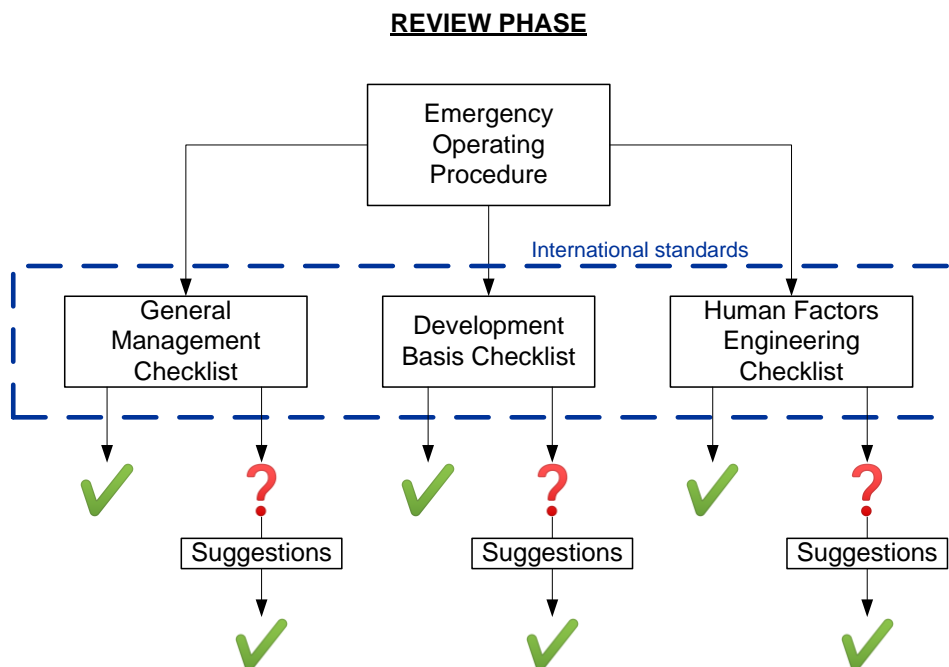 REVIEW PHASE
Emergency
Operating
Procedure
International standards
General
Management
Checklist
Development
Basis Checklist
Human Factors
Engineering
Checklist
Suggestions
Suggestions
Suggestions